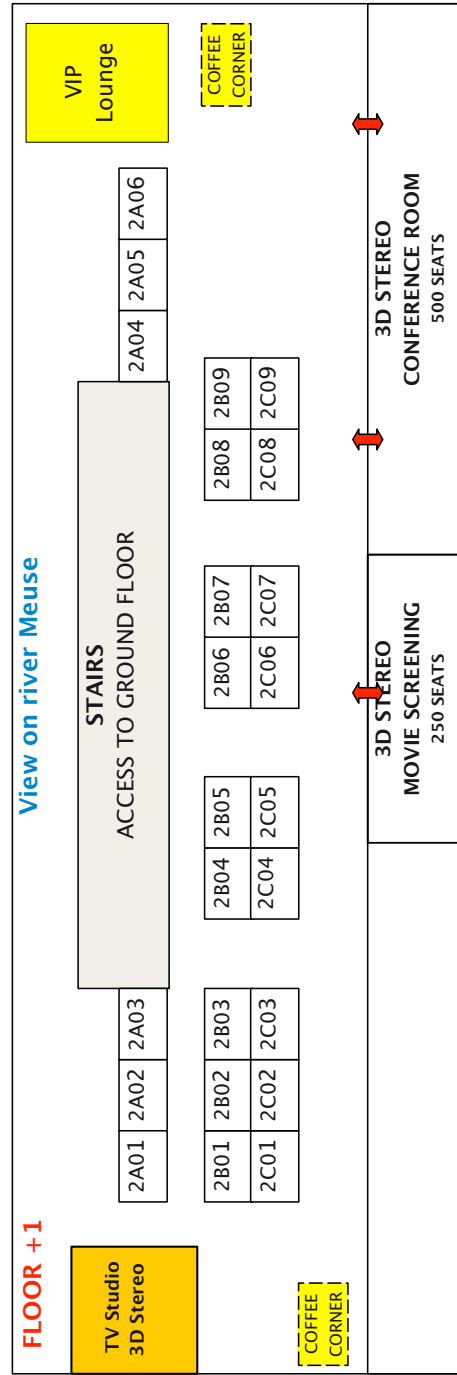 FLOOR +1
View on river Meuse
TV Studio
3D Stereo
STAIRS
ACCESS TO GROUND FLOOR
VIP
Lounge
2A01 2A02 2A03
2A04 2A05 2A06
2B01 2B02 2B03
2B04 2B05
2B06 2B07
2B08 2B09
2C01 2C02 2C03
2C04 2C05
2C06 2C07
2C08 2C09
COFFEE
CORNER
COFFEE
CORNER
3D STEREO
MOVIE SCREENING
250 SEATS
3D STEREO
CONFERENCE ROOM
500 SEATS